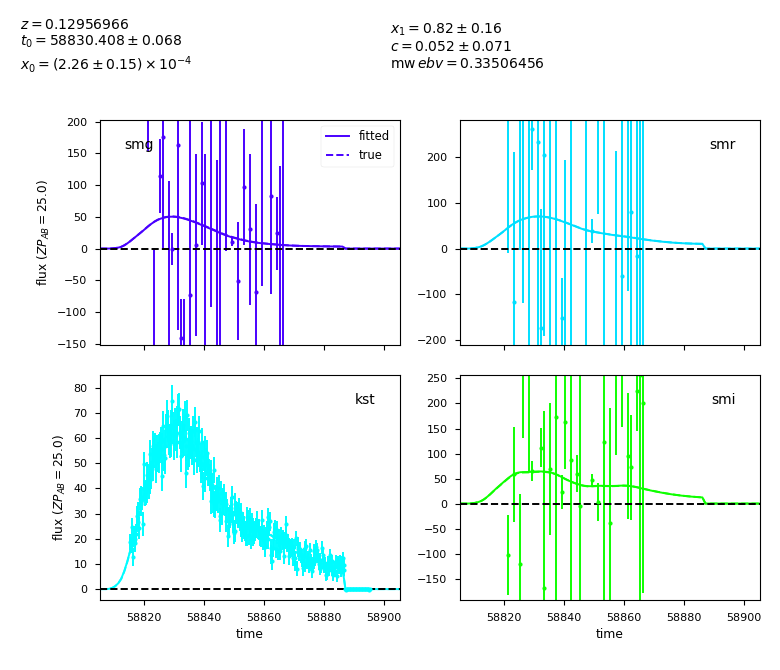 z = 0.12956966
t₀ = 58830.408 ± 0.068
x₀ = (2.26 ± 0.15) × 10⁻⁴
x₁ = 0.82 ± 0.16
c = 0.052 ± 0.071
mw ebv = 0.33506456
smg
fitted
true
200
150
100
50
0
−50
−100
−150
flux (ZP_AB = 25.0)
smr
200
100
0
−100
−200
kst
80
70
60
50
40
30
20
10
0
flux (ZP_AB = 25.0)
58820 58840 58860 58880 58900
time
smi
250
200
150
100
50
0
−50
−100
−150
58820 58840 58860 58880 58900
time